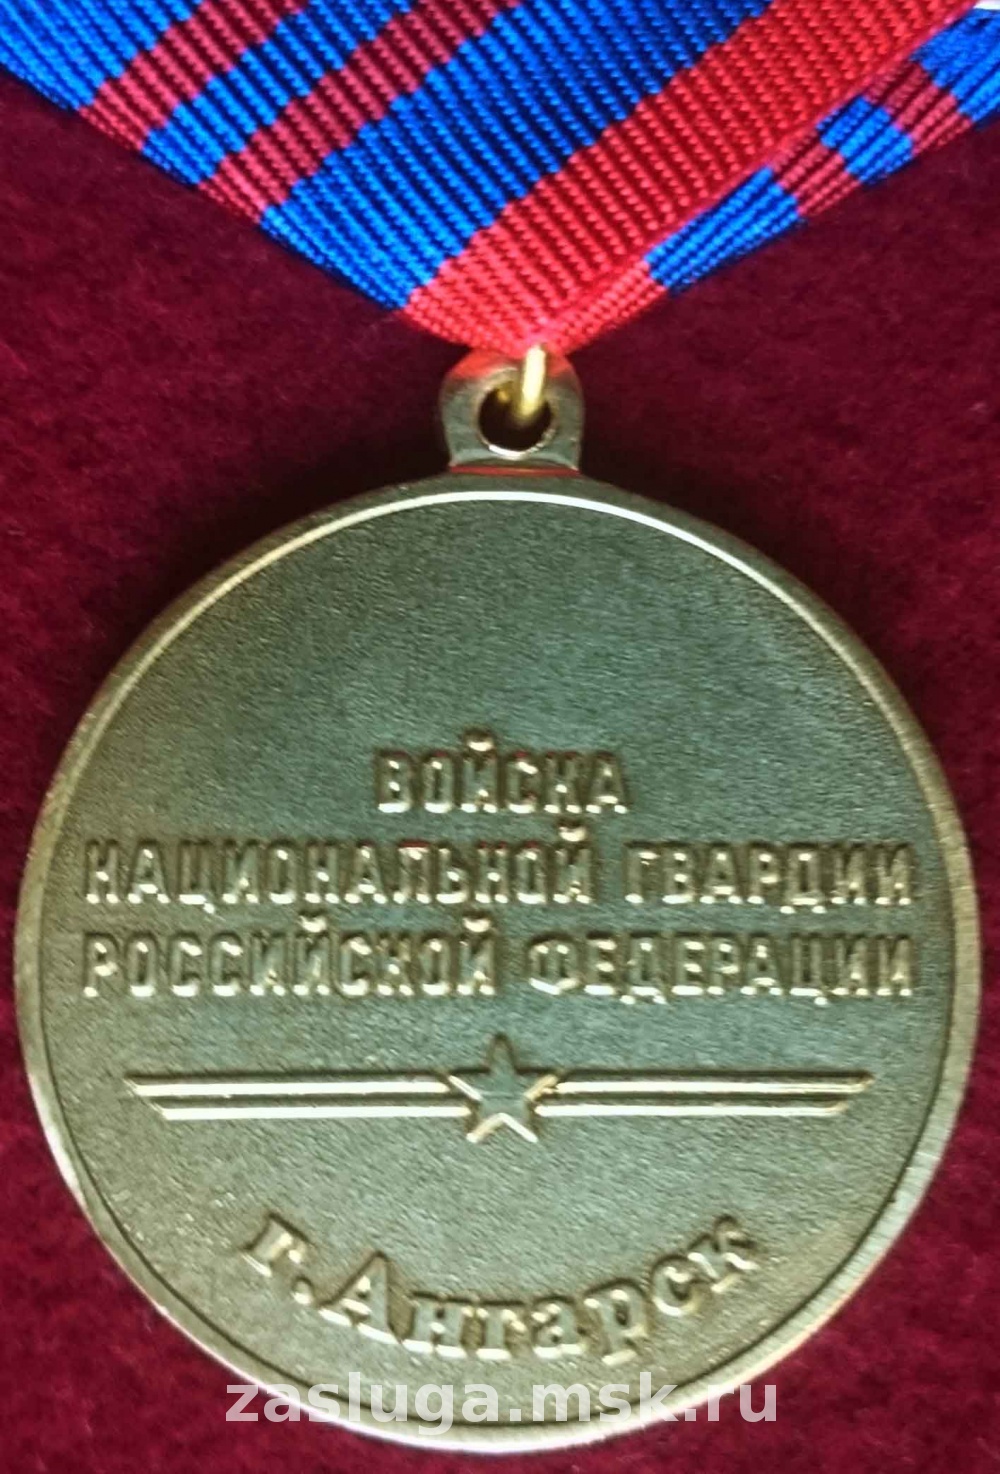 ВОЙСКА
НАЦИОНАЛЬНОЙ ГВАРДИИ
РОССИЙСКОЙ ФЕДЕРАЦИИ
г. Ангарск
zasluga.msk.ru